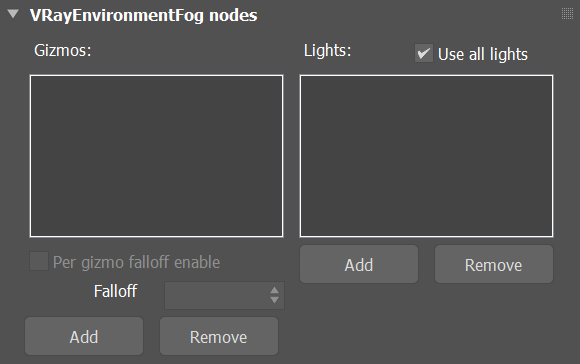 VRayEnvironmentFog nodes
Gizmos:
Lights:
Use all lights
Per gizmo falloff enable
Falloff
Add
Remove
Add
Remove